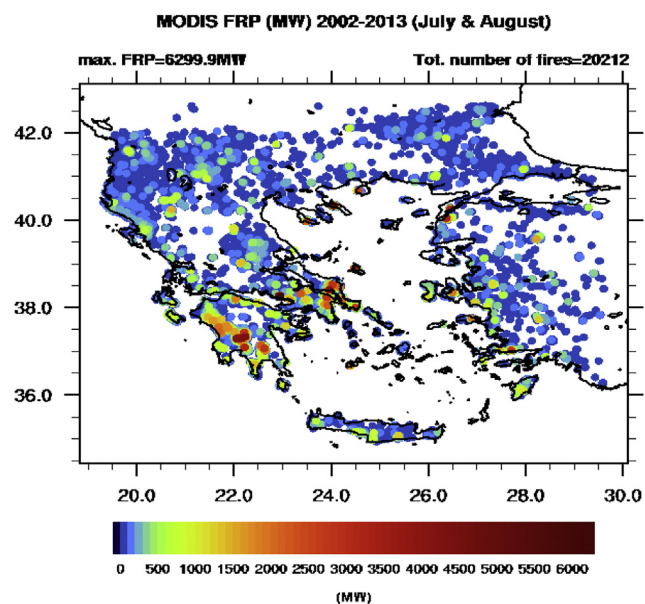 MODIS FRP (MW) 2002-2013 (July & August)
max. FRP=6299.9MW Tot. number of fires=20212
42.0
40.0
38.0
36.0
20.0 22.0 24.0 26.0 28.0 30.0
0 500 1000 1500 2000 2500 3000 3500 4000 4500 5000 5500 6000
(MW)